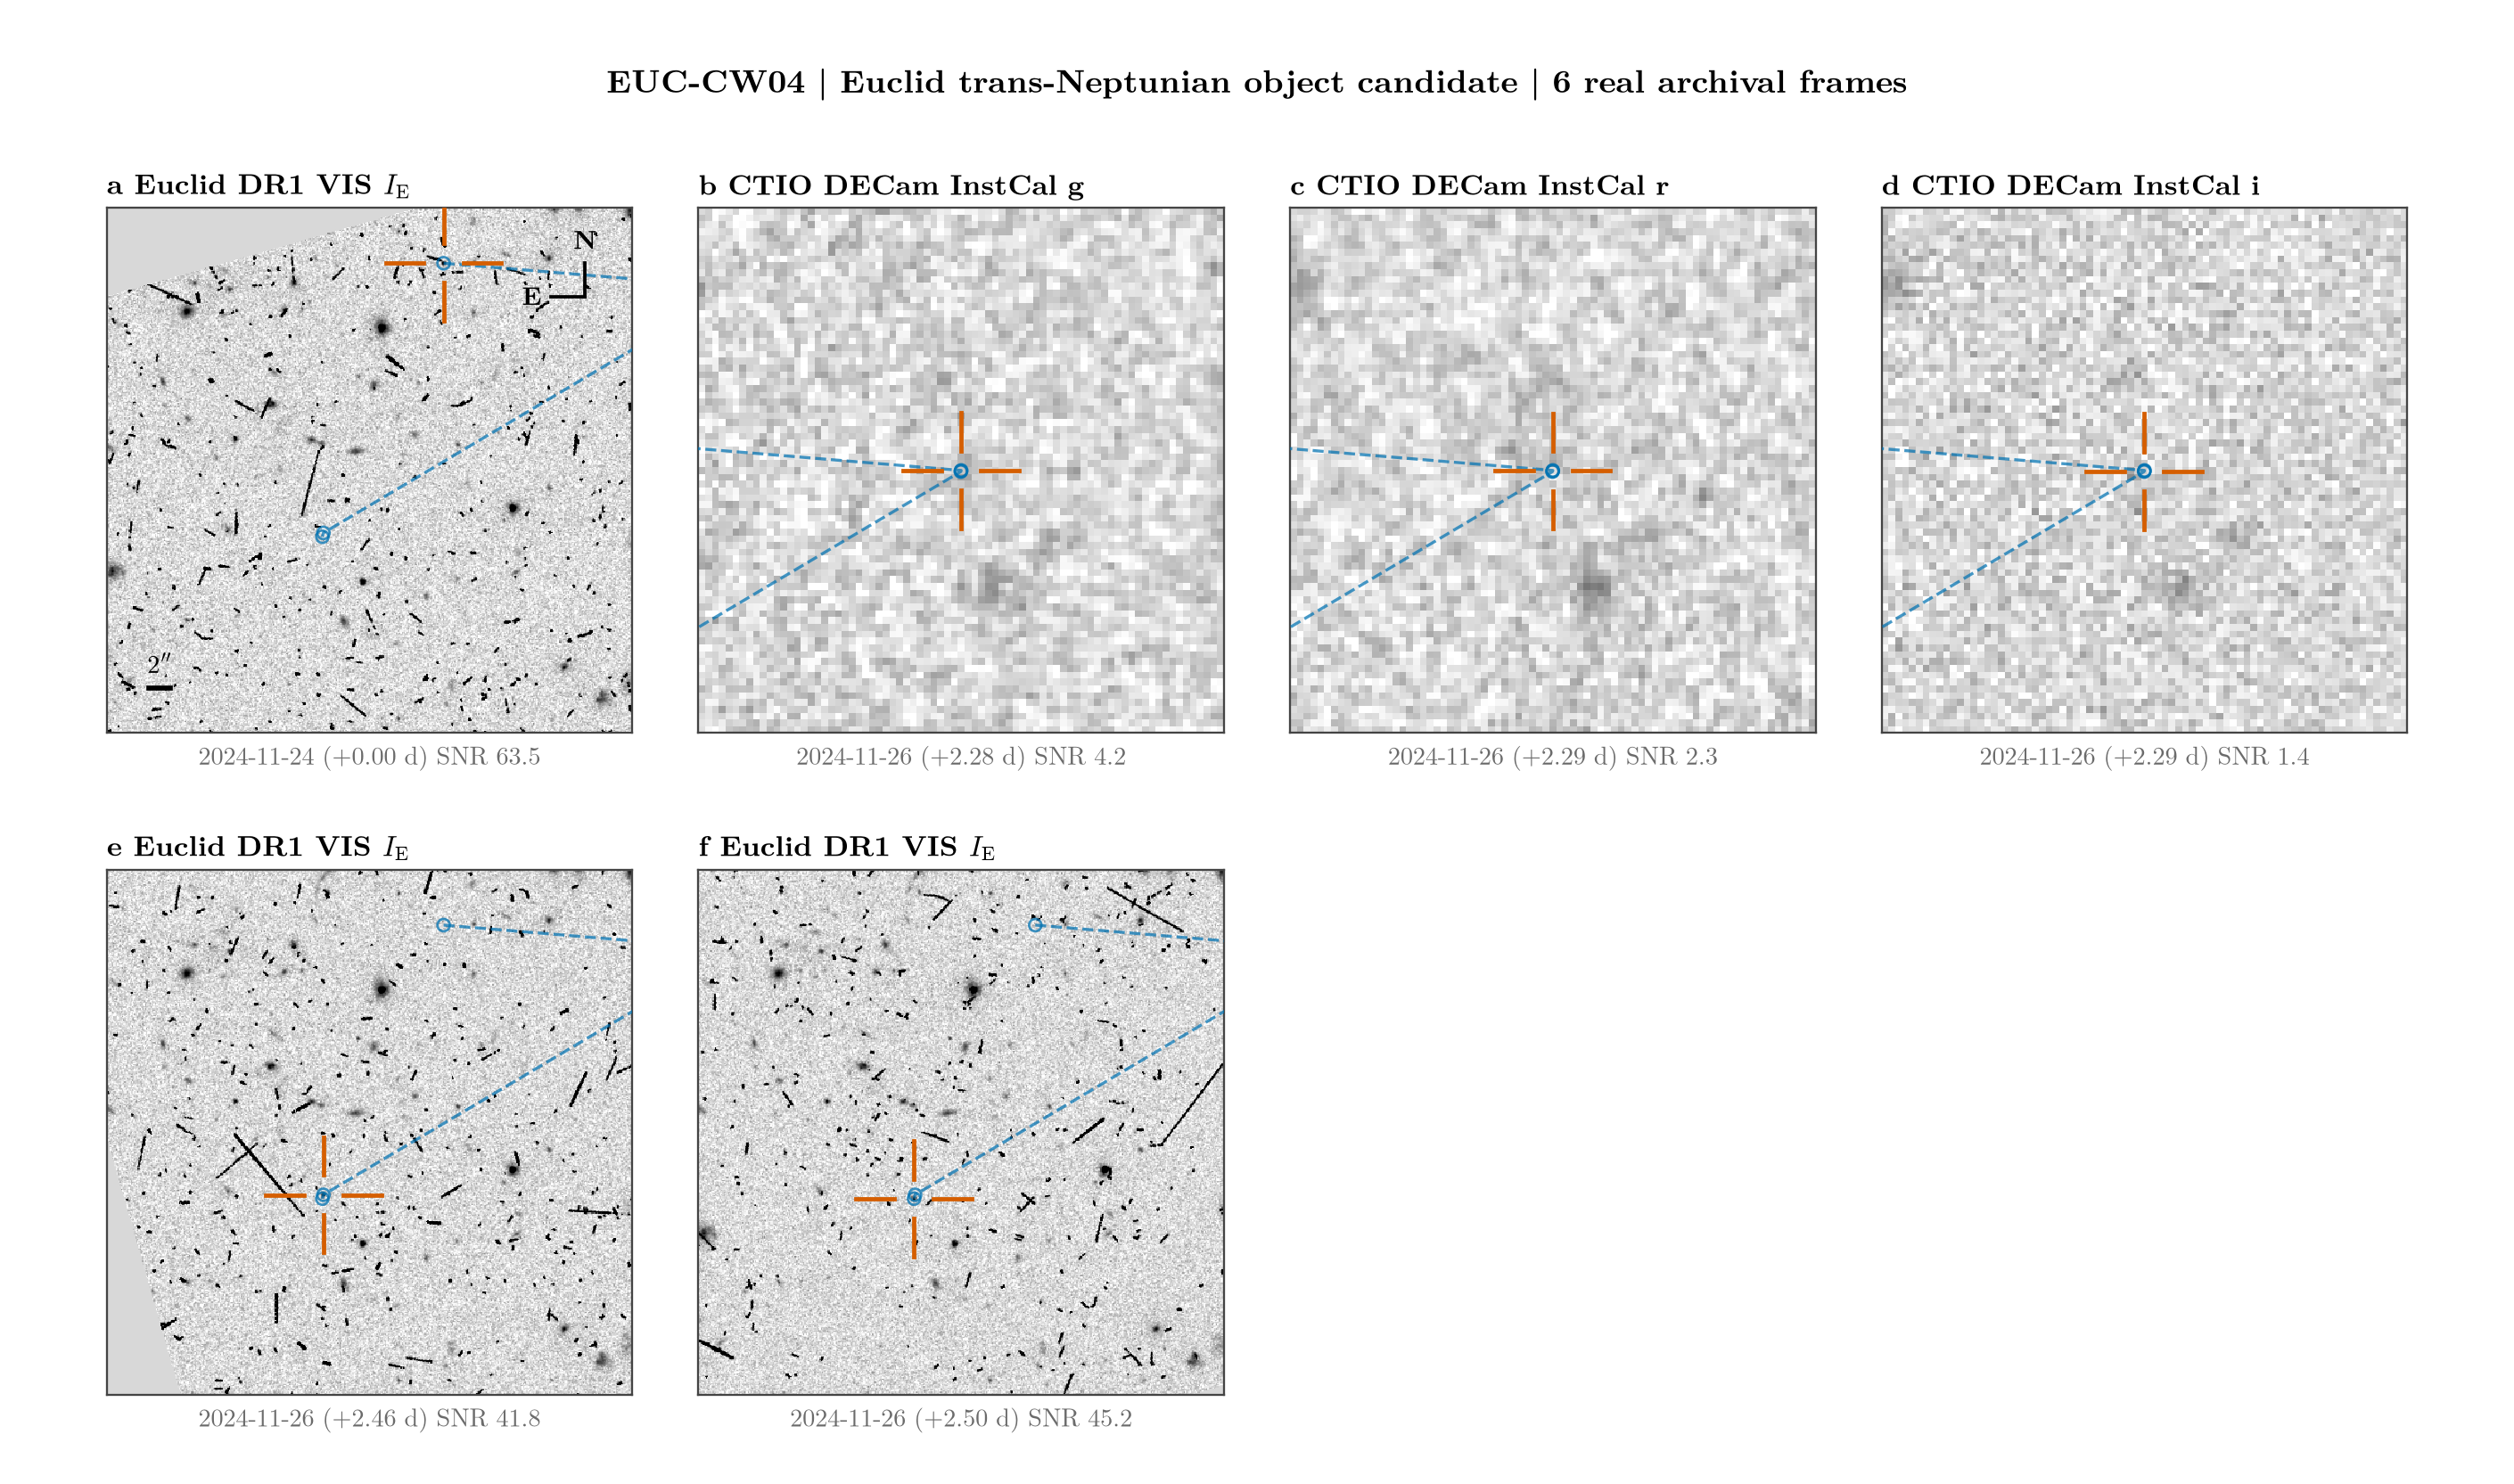 EUC-CW04 | Euclid trans-Neptunian object candidate | 6 real archival frames
a Euclid DR1 VIS I_E
b CTIO DECam InstCal g
c CTIO DECam InstCal r
d CTIO DECam InstCal i
N
E
2″
2024-11-24 (+0.00 d) SNR 63.5
2024-11-26 (+2.28 d) SNR 4.2
2024-11-26 (+2.29 d) SNR 2.3
2024-11-26 (+2.29 d) SNR 1.4
e Euclid DR1 VIS I_E
f Euclid DR1 VIS I_E
2024-11-26 (+2.46 d) SNR 41.8
2024-11-26 (+2.50 d) SNR 45.2